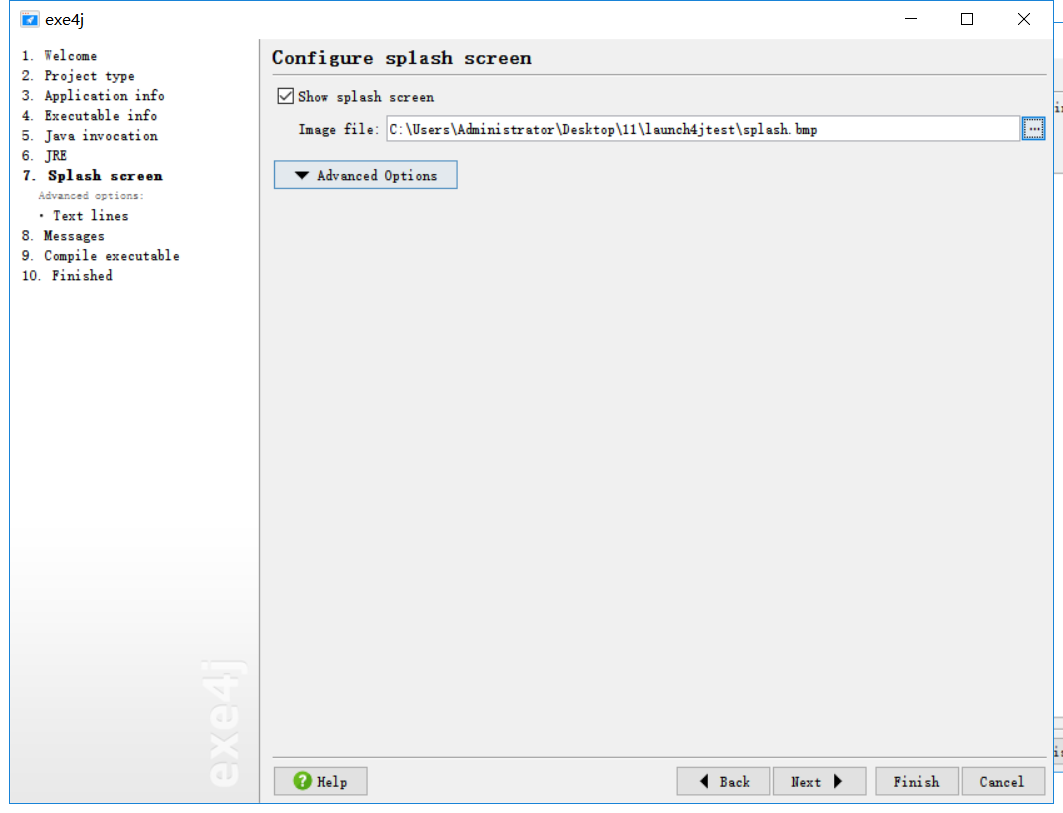 exe4j
1. Welcome
2. Project type
3. Application info
4. Executable info
5. Java invocation
6. JRE
7. Splash screen
Advanced options:
· Text lines
8. Messages
9. Compile executable
10. Finished
exe4j
Configure splash screen
Show splash screen
Image file: C:\Users\Administrator\Desktop\11\launch4jtest\splash.bmp ...
Advanced Options
Help
Back Next Finish Cancel